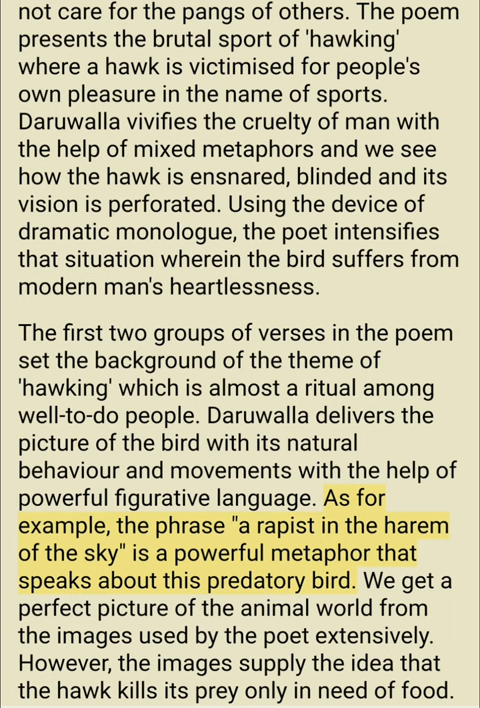 not care for the pangs of others. The poem
presents the brutal sport of 'hawking'
where a hawk is victimised for people's
own pleasure in the name of sports.
Daruwalla vivifies the cruelty of man with
the help of mixed metaphors and we see
how the hawk is ensnared, blinded and its
vision is perforated. Using the device of
dramatic monologue, the poet intensifies
that situation wherein the bird suffers from
modern man's heartlessness.
The first two groups of verses in the poem
set the background of the theme of
'hawking' which is almost a ritual among
well-to-do people. Daruwalla delivers the
picture of the bird with its natural
behaviour and movements with the help of
powerful figurative language. As for
example, the phrase "a rapist in the harem
of the sky" is a powerful metaphor that
speaks about this predatory bird. We get a
perfect picture of the animal world from
the images used by the poet extensively.
However, the images supply the idea that
the hawk kills its prey only in need of food.